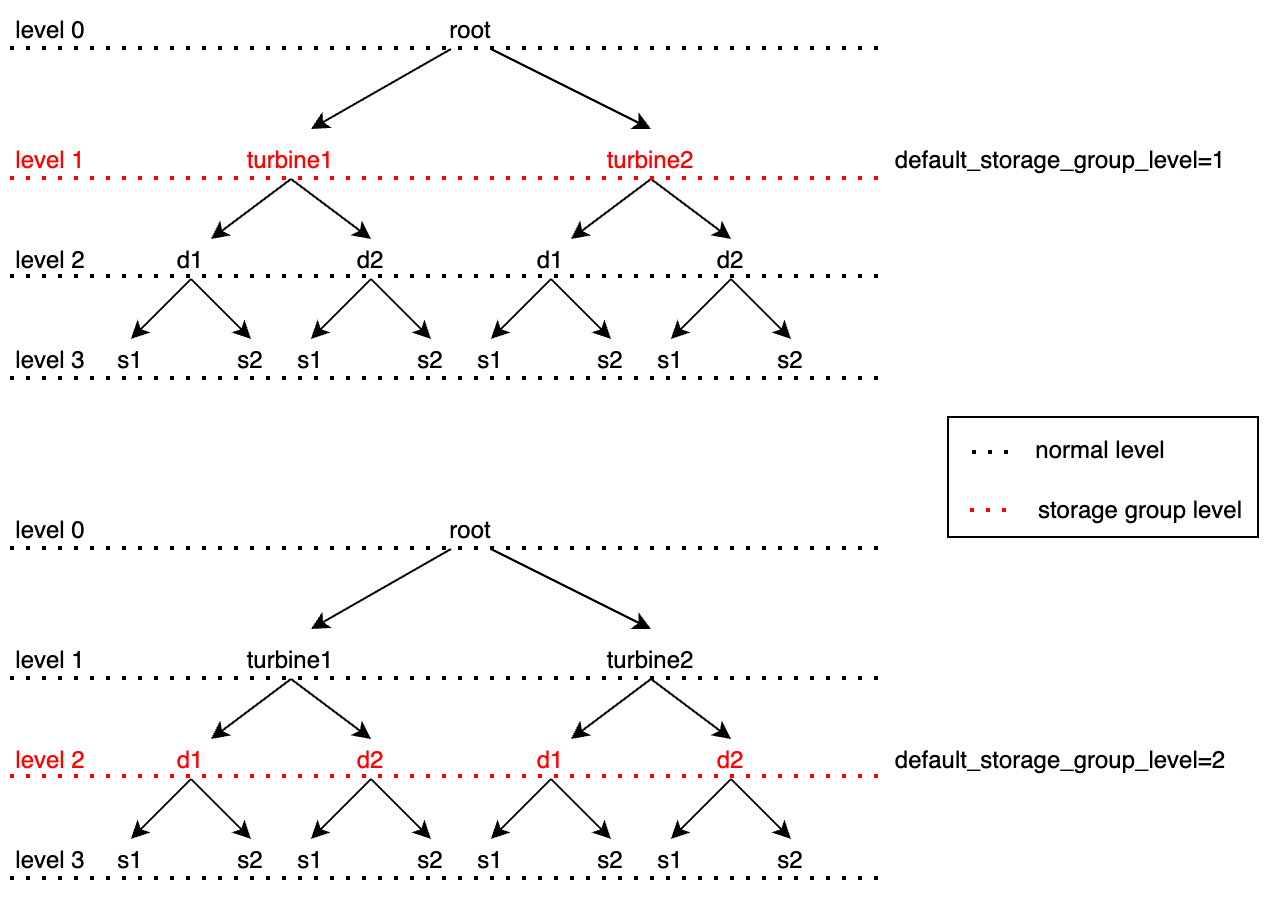 level 0 root
level 1 turbine1 turbine2 default_storage_group_level=1
level 2 d1 d2 d1 d2
level 3 s1 s2 s1 s2 s1 s2 s1 s2
normal level
storage group level
level 0 root
level 1 turbine1 turbine2
level 2 d1 d2 d1 d2 default_storage_group_level=2
level 3 s1 s2 s1 s2 s1 s2 s1 s2